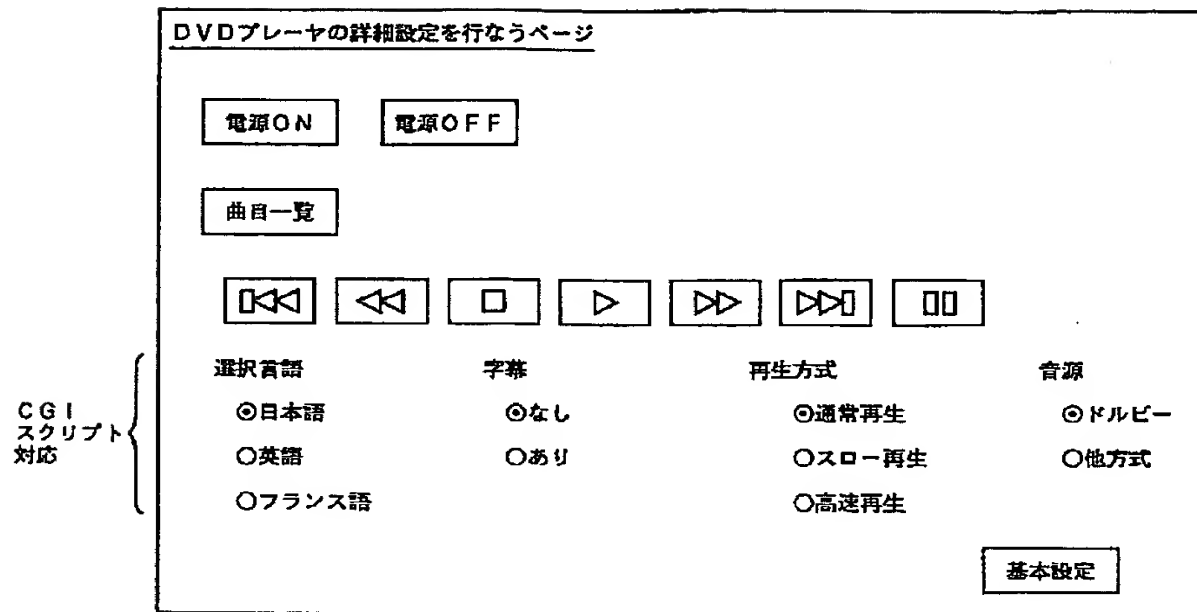 DVDプレーヤの詳細設定を行なうページ
電源ON 電源OFF
曲目一覧
選択言語 字幕 再生方式 音源
CGI
スクリプト
対応
◎日本語 ◎なし ◎通常再生 ◎ドルビー
○英語 ○あり ○スロー再生 ○他方式
○フランス語 ○高速再生
基本設定